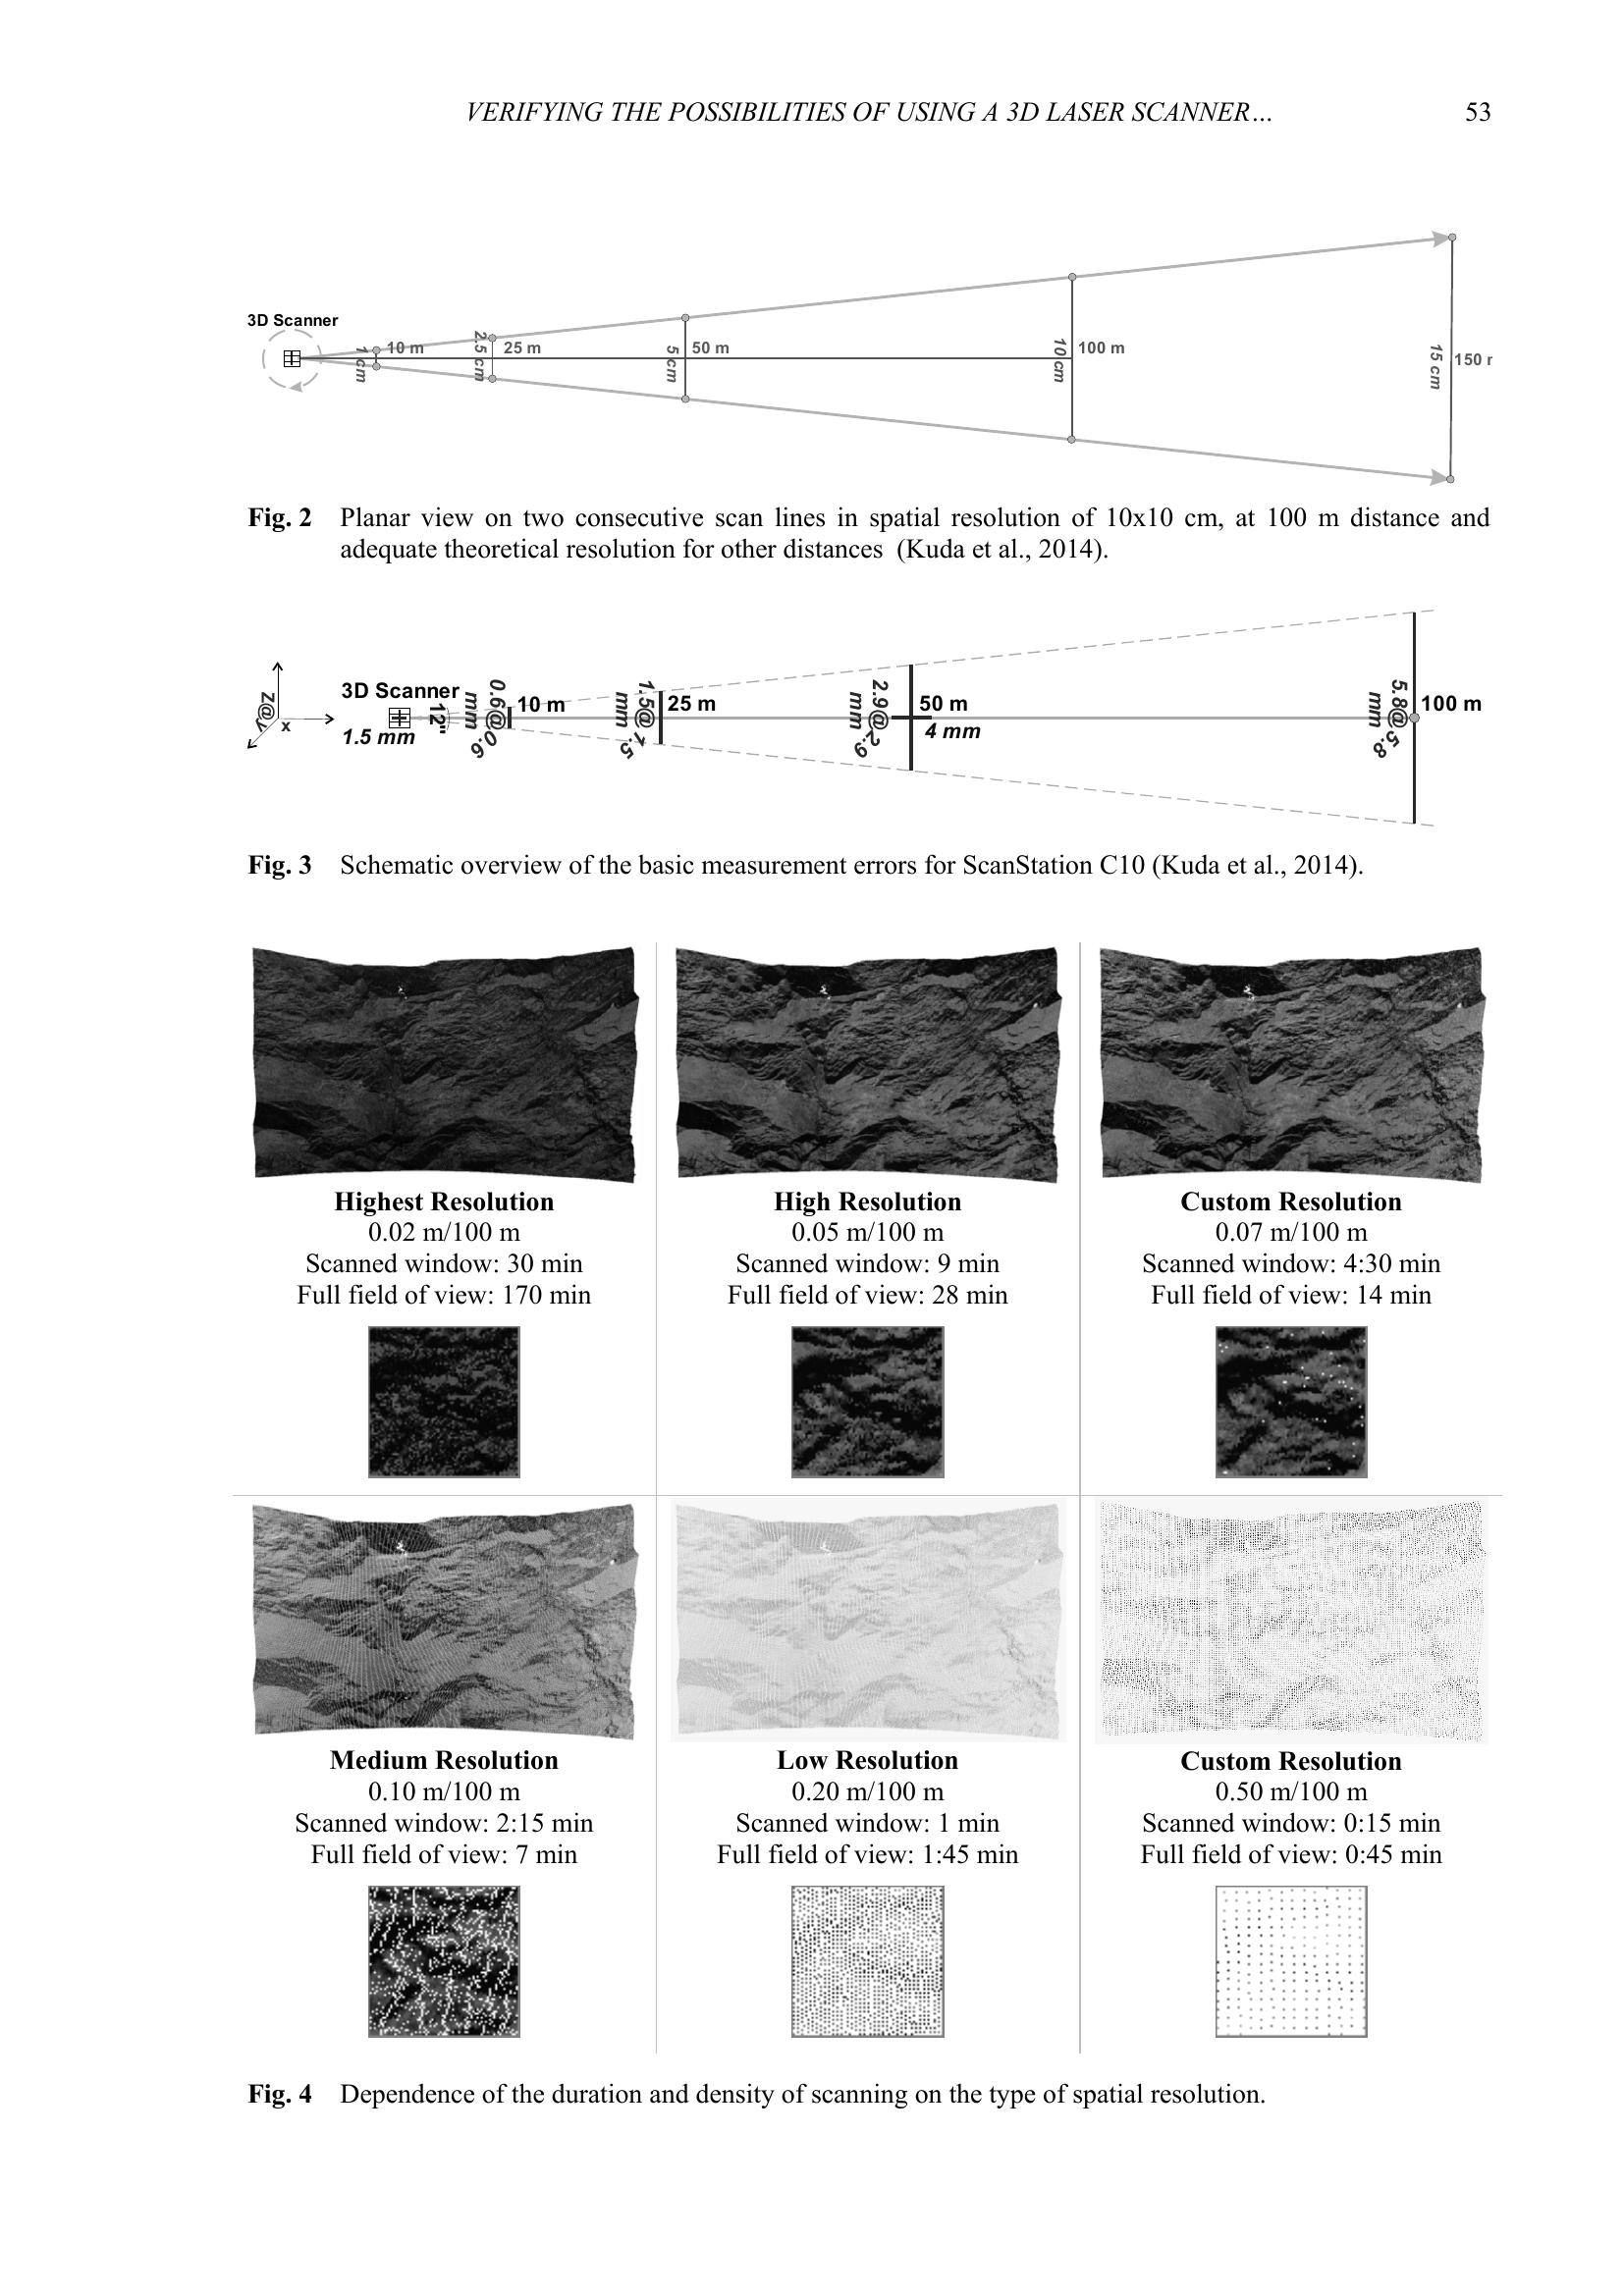 VERIFYING THE POSSIBILITIES OF USING A 3D LASER SCANNER… 53
3D Scanner
1 cm
10 m
2.5 cm
25 m
5 cm
50 m
10 cm
100 m
15 cm
150 r
Fig. 2 Planar view on two consecutive scan lines in spatial resolution of 10x10 cm, at 100 m distance and
adequate theoretical resolution for other distances (Kuda et al., 2014).
z@y
x
3D Scanner
1.5 mm
12"
0.6@0.6
mm
10 m
1.5@1.5
mm
25 m
2.9@2.9
mm
50 m
4 mm
5.8@5.8
mm
100 m
Fig. 3 Schematic overview of the basic measurement errors for ScanStation C10 (Kuda et al., 2014).
Highest Resolution
0.02 m/100 m
Scanned window: 30 min
Full field of view: 170 min
High Resolution
0.05 m/100 m
Scanned window: 9 min
Full field of view: 28 min
Custom Resolution
0.07 m/100 m
Scanned window: 4:30 min
Full field of view: 14 min
Medium Resolution
0.10 m/100 m
Scanned window: 2:15 min
Full field of view: 7 min
Low Resolution
0.20 m/100 m
Scanned window: 1 min
Full field of view: 1:45 min
Custom Resolution
0.50 m/100 m
Scanned window: 0:15 min
Full field of view: 0:45 min
Fig. 4 Dependence of the duration and density of scanning on the type of spatial resolution.